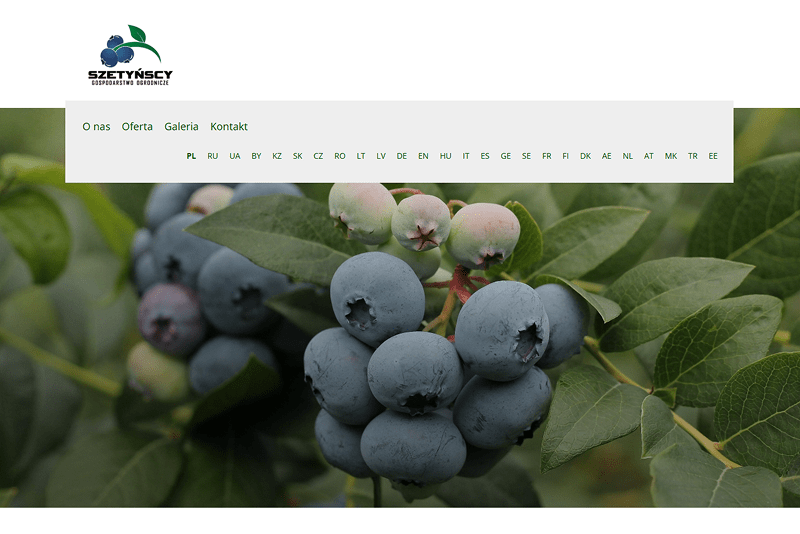 SZETYŃSCY
GOSPODARSTWO OGRODNICZE
O nas Oferta Galeria Kontakt
PL RU UA BY KZ SK CZ RO LT LV DE EN HU IT ES GE SE FR FI DK AE NL AT MK TR EE